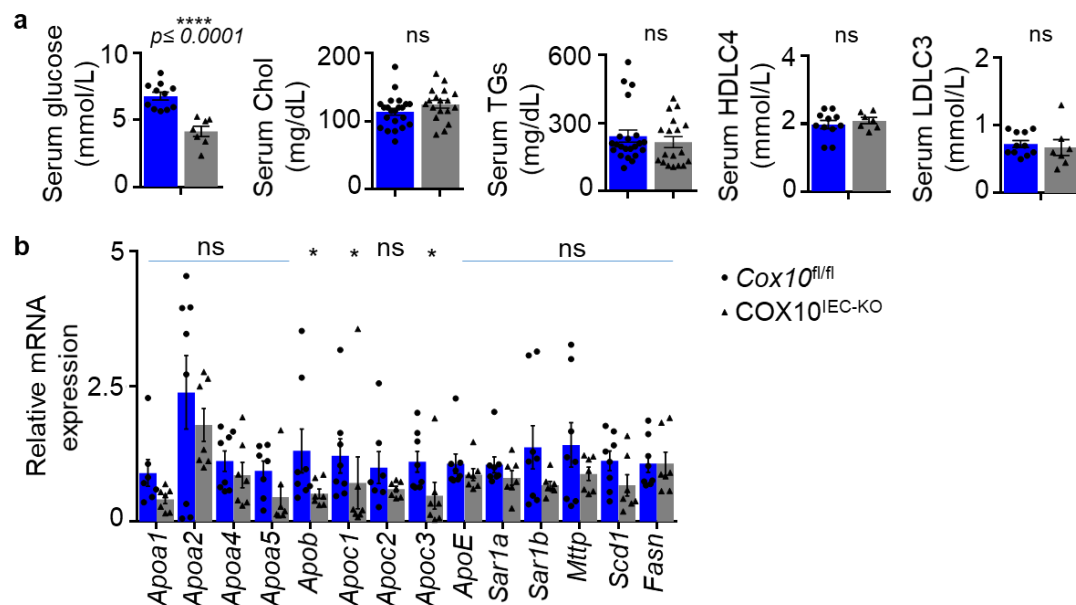 a
Serum glucose
(mmol/L)
10
5
0
****
p≤ 0.0001
Serum Chol
(mg/dL)
200
100
0
ns
Serum TGs
(mg/dL)
600
300
0
ns
Serum HDLC4
(mmol/L)
4
2
0
ns
Serum LDLC3
(mmol/L)
2
1
0
ns
b
Relative mRNA
expression
5
2.5
0
ns * * ns * ns
Cox10fl/fl
COX10IEC-KO
Apoa1
Apoa2
Apoa4
Apoa5
Apob
Apoc1
Apoc2
Apoc3
ApoE
Sar1a
Sar1b
Mttp
Scd1
Fasn